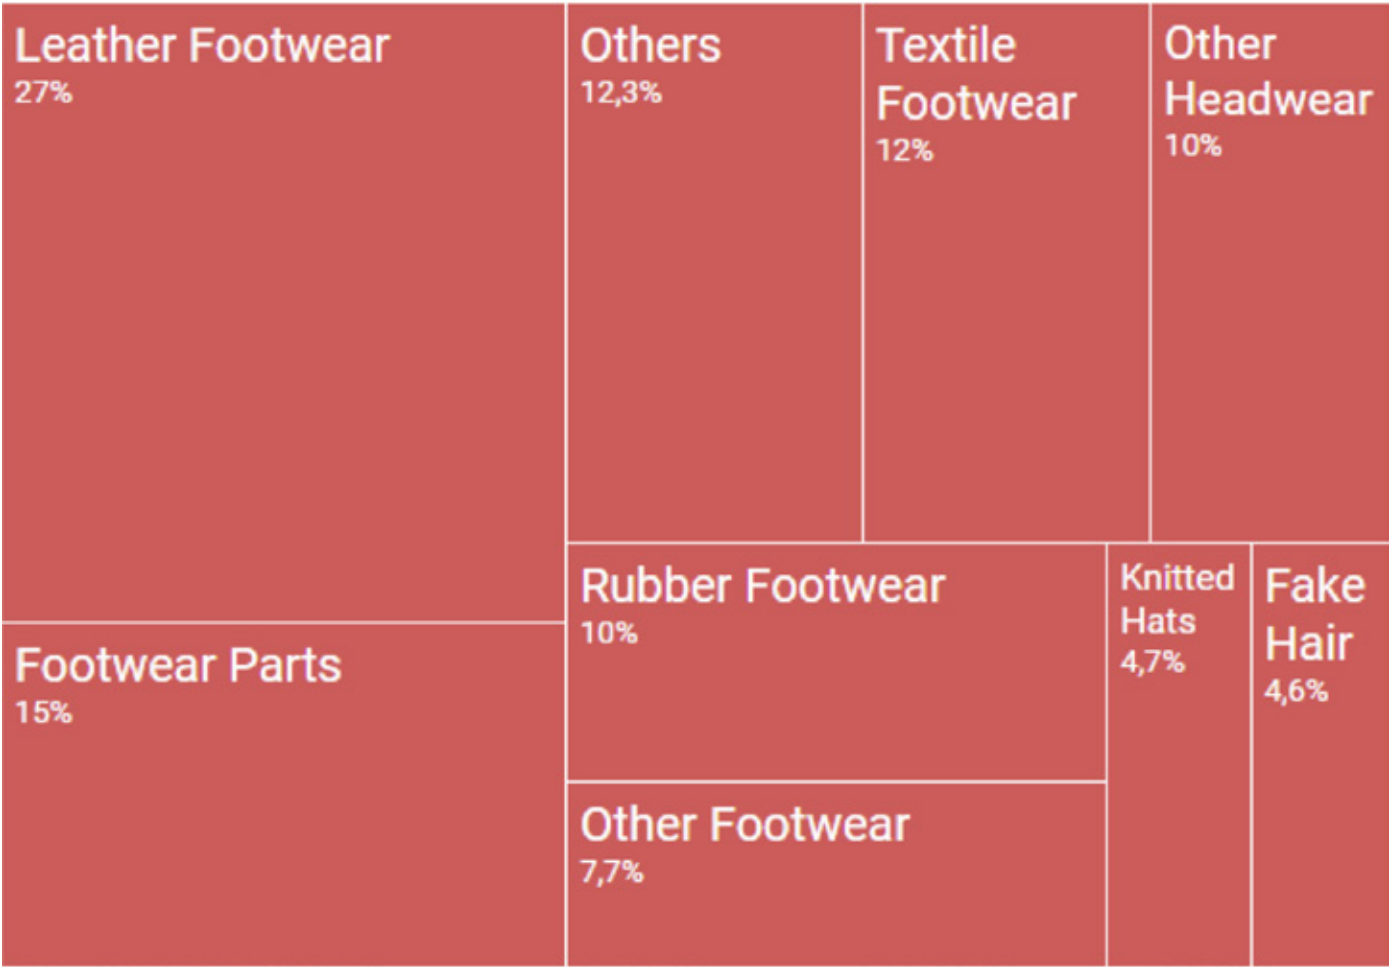 Leather Footwear
27%
Others
12,3%
Textile
Footwear
12%
Other
Headwear
10%
Footwear Parts
15%
Rubber Footwear
10%
Other Footwear
7,7%
Knitted
Hats
4,7%
Fake
Hair
4,6%